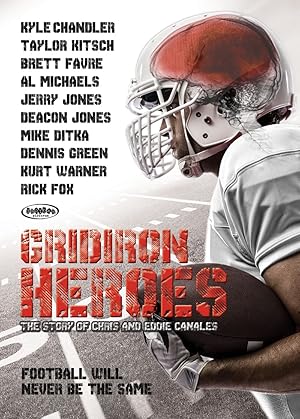 KYLE CHANDLER
TAYLOR KITSCH
BRETT FAVRE
AL MICHAELS
JERRY JONES
DEACON JONES
MIKE DITKA
DENNIS GREEN
KURT WARNER
RICK FOX
GRIDIRON
HEROES
THE STORY OF CHRIS AND EDDIE CANALES
FOOTBALL WILL
NEVER BE THE SAME